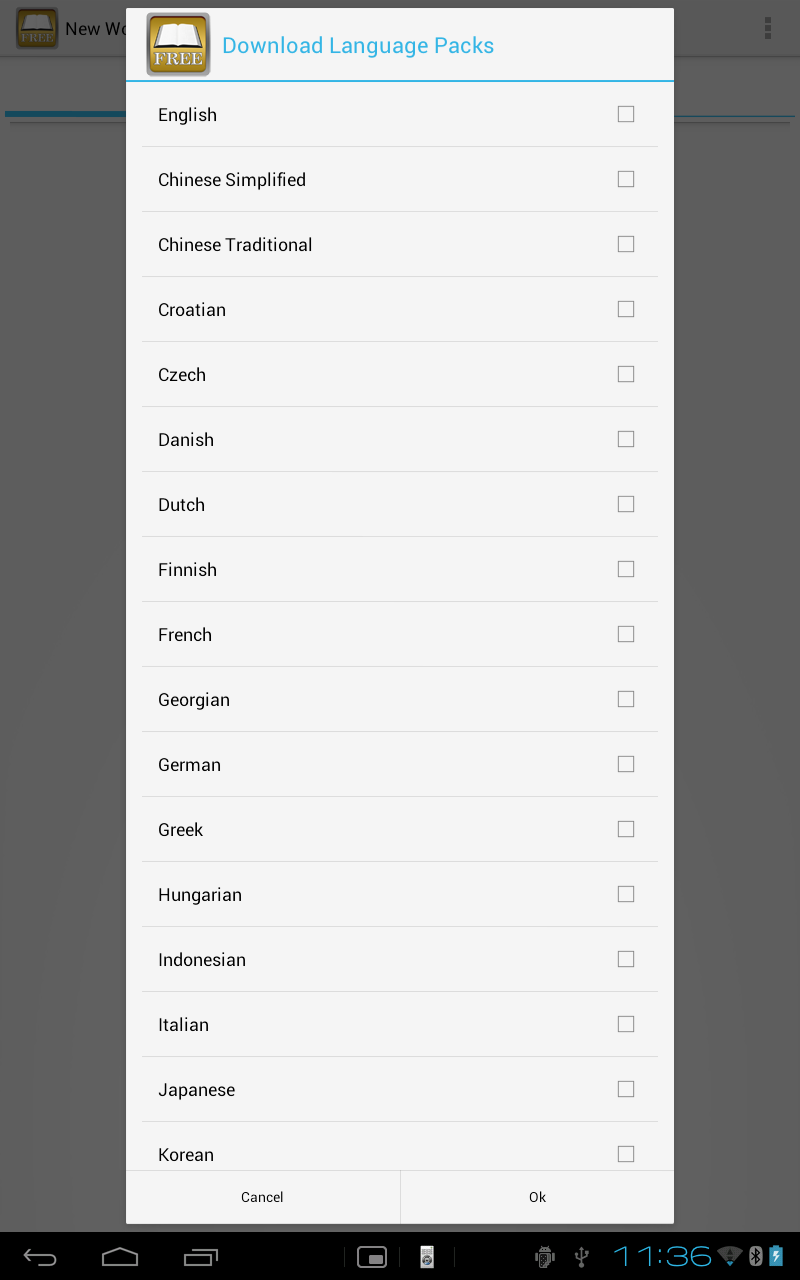 FREE New Wo
FREE Download Language Packs
English
Chinese Simplified
Chinese Traditional
Croatian
Czech
Danish
Dutch
Finnish
French
Georgian
German
Greek
Hungarian
Indonesian
Italian
Japanese
Korean
Cancel Ok
11:36